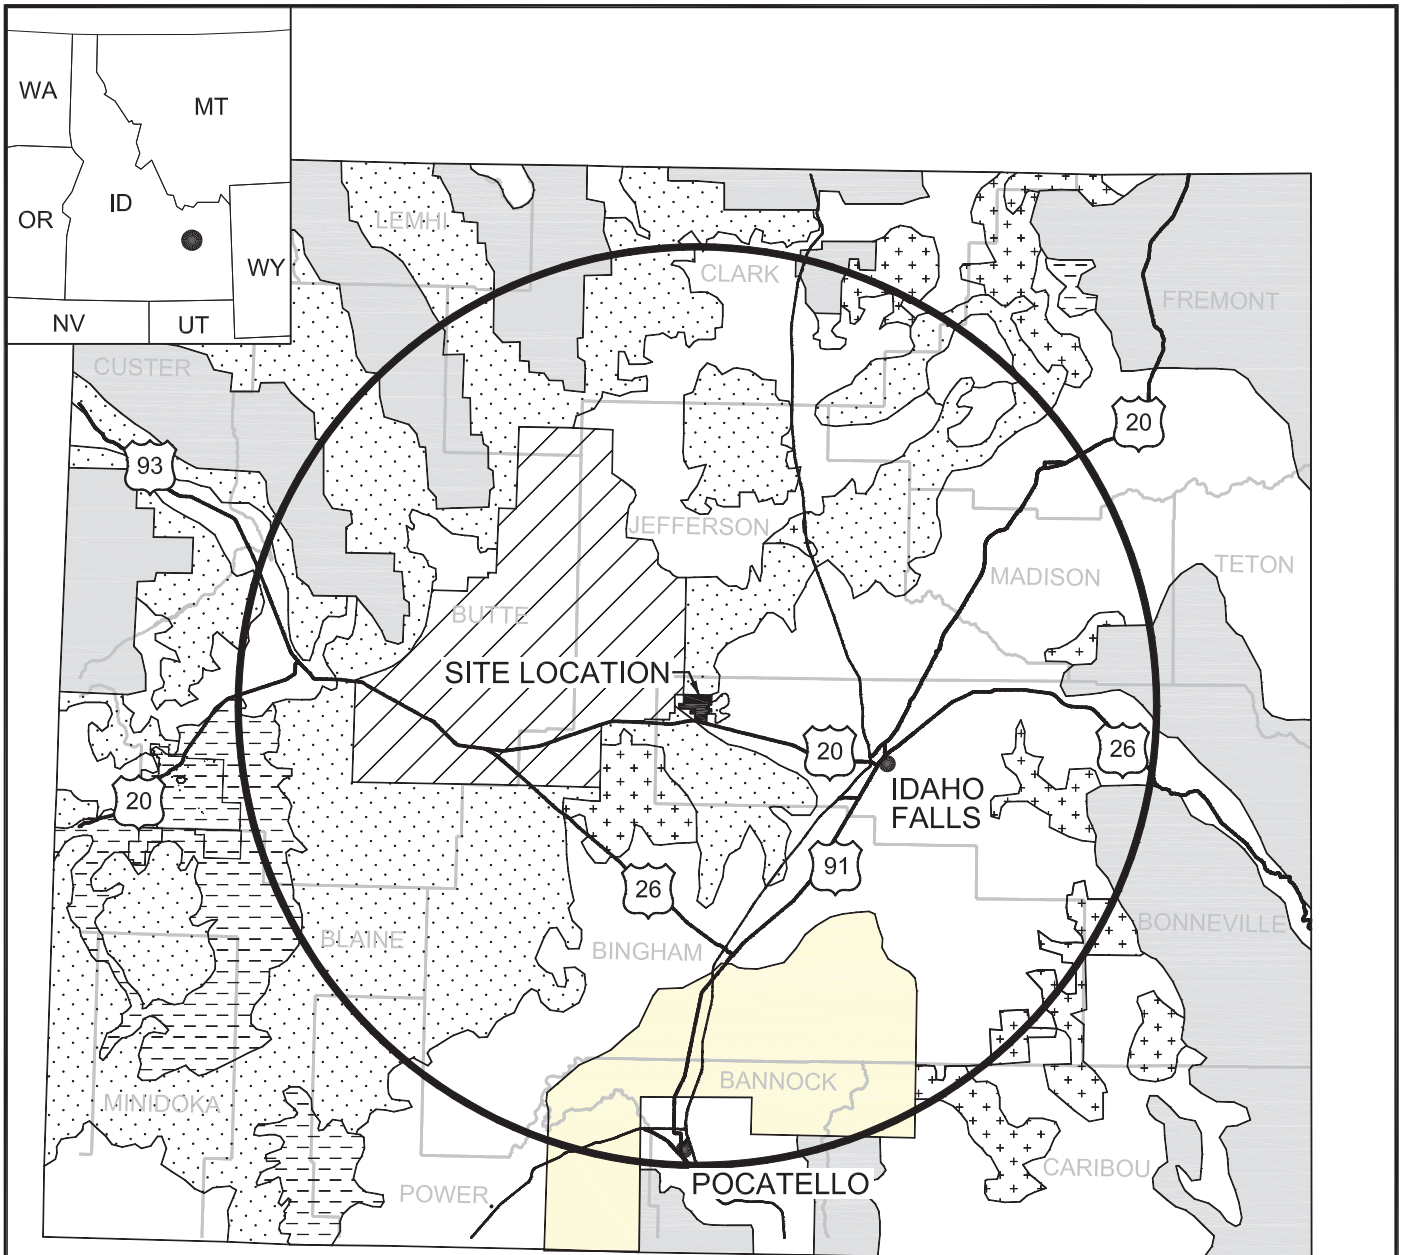 WA
MT
OR
ID
WY
NV
UT
LEMHI
CLARK
FREMONT
CUSTER
20
93
JEFFERSON
MADISON
TETON
BUTTE
SITE LOCATION
20
26
20
IDAHO
FALLS
91
26
BONNEVILLE
BLAINE
BINGHAM
BANNOCK
MINIDOKA
CARIBOU
POWER
POCATELLO